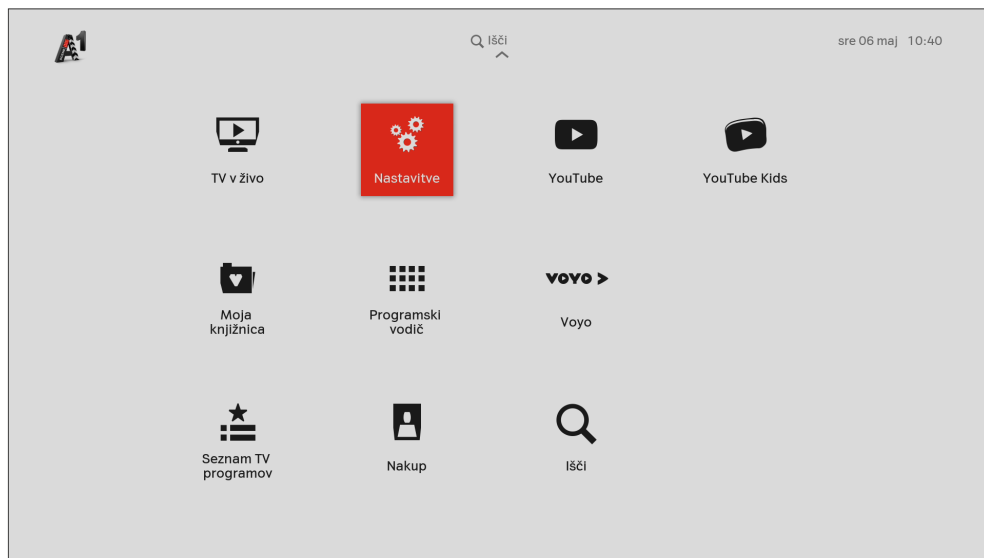 A1
Išči
sre 06 maj 10:40
TV v živo
Nastavitve
YouTube
YouTube Kids
Moja
knjižnica
Programski
vodič
VOYO >
Voyo
Seznam TV
programov
Nakup
Išči